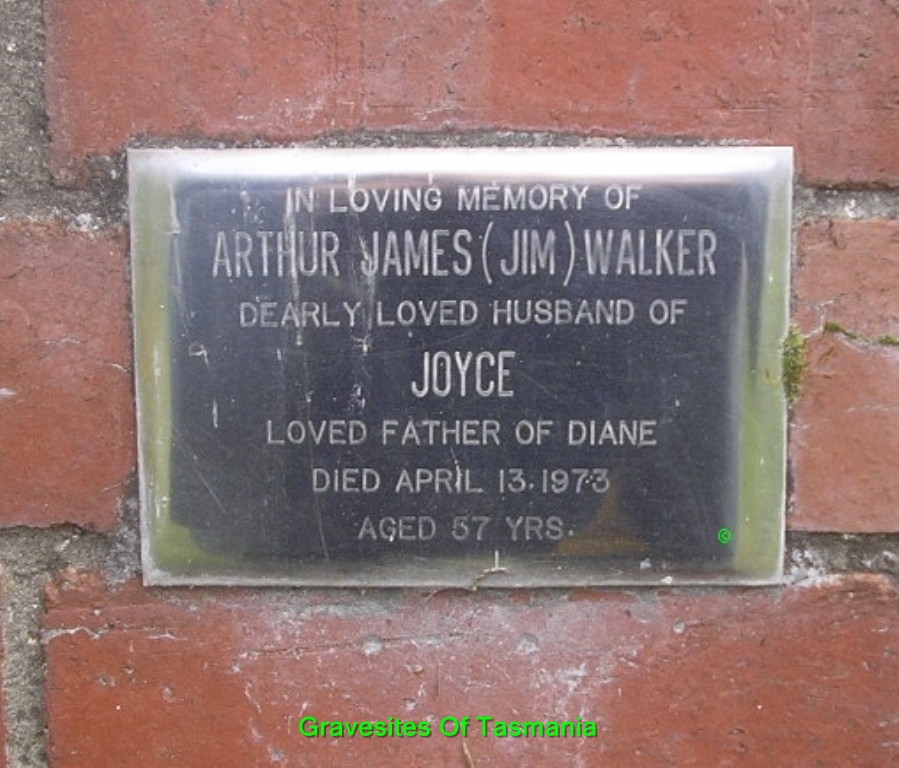 IN LOVING MEMORY OF
ARTHUR JAMES (JIM) WALKER
DEARLY LOVED HUSBAND OF
JOYCE
LOVED FATHER OF DIANE
DIED APRIL 13.1973
AGED 57 YRS.
©
Gravesites Of Tasmania